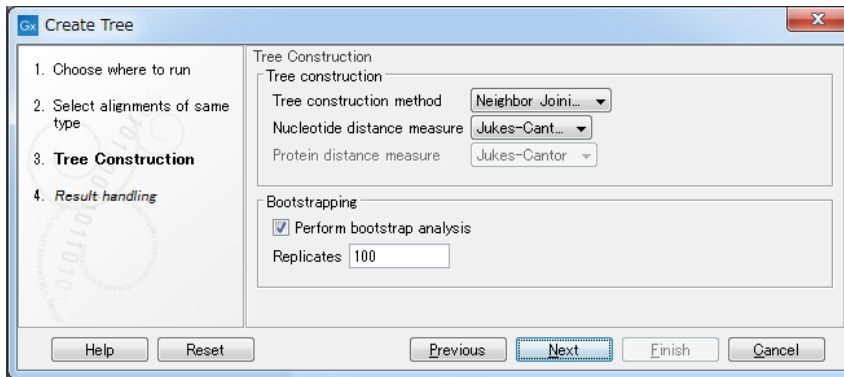 Gx Create Tree
1. Choose where to run
2. Select alignments of same
type
3. Tree Construction
4. Result handling
Tree Construction
Tree construction
Tree construction method Neighbor Joini...
Nucleotide distance measure Jukes-Cant...
Protein distance measure Jukes-Cantor
Bootstrapping
Perform bootstrap analysis
Replicates 100
Help Reset Previous Next Finish Cancel